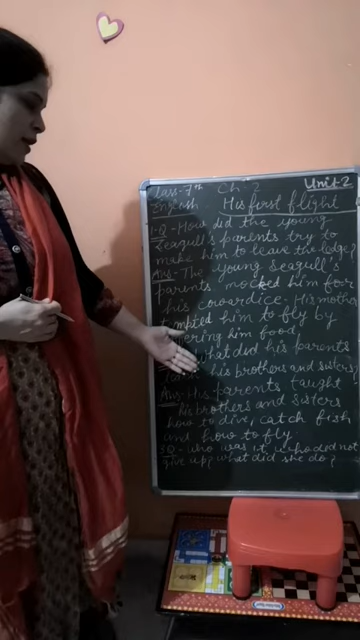 Class-7th Ch-2 Unit-2
English His first flight
1-Q - How did the young
Seagull's parents try to
make him to leave the ledge?
Ans - The young Seagull's
parents mocked him for
his cowardice. His mother
tempted him to fly by
offering him food
what did his parents
his brothers and sisters,
Ans - His parents taught
his brothers and sisters
how to dive, catch fish
and how to fly
3Q - who was it, who did not
give up, what did she do?